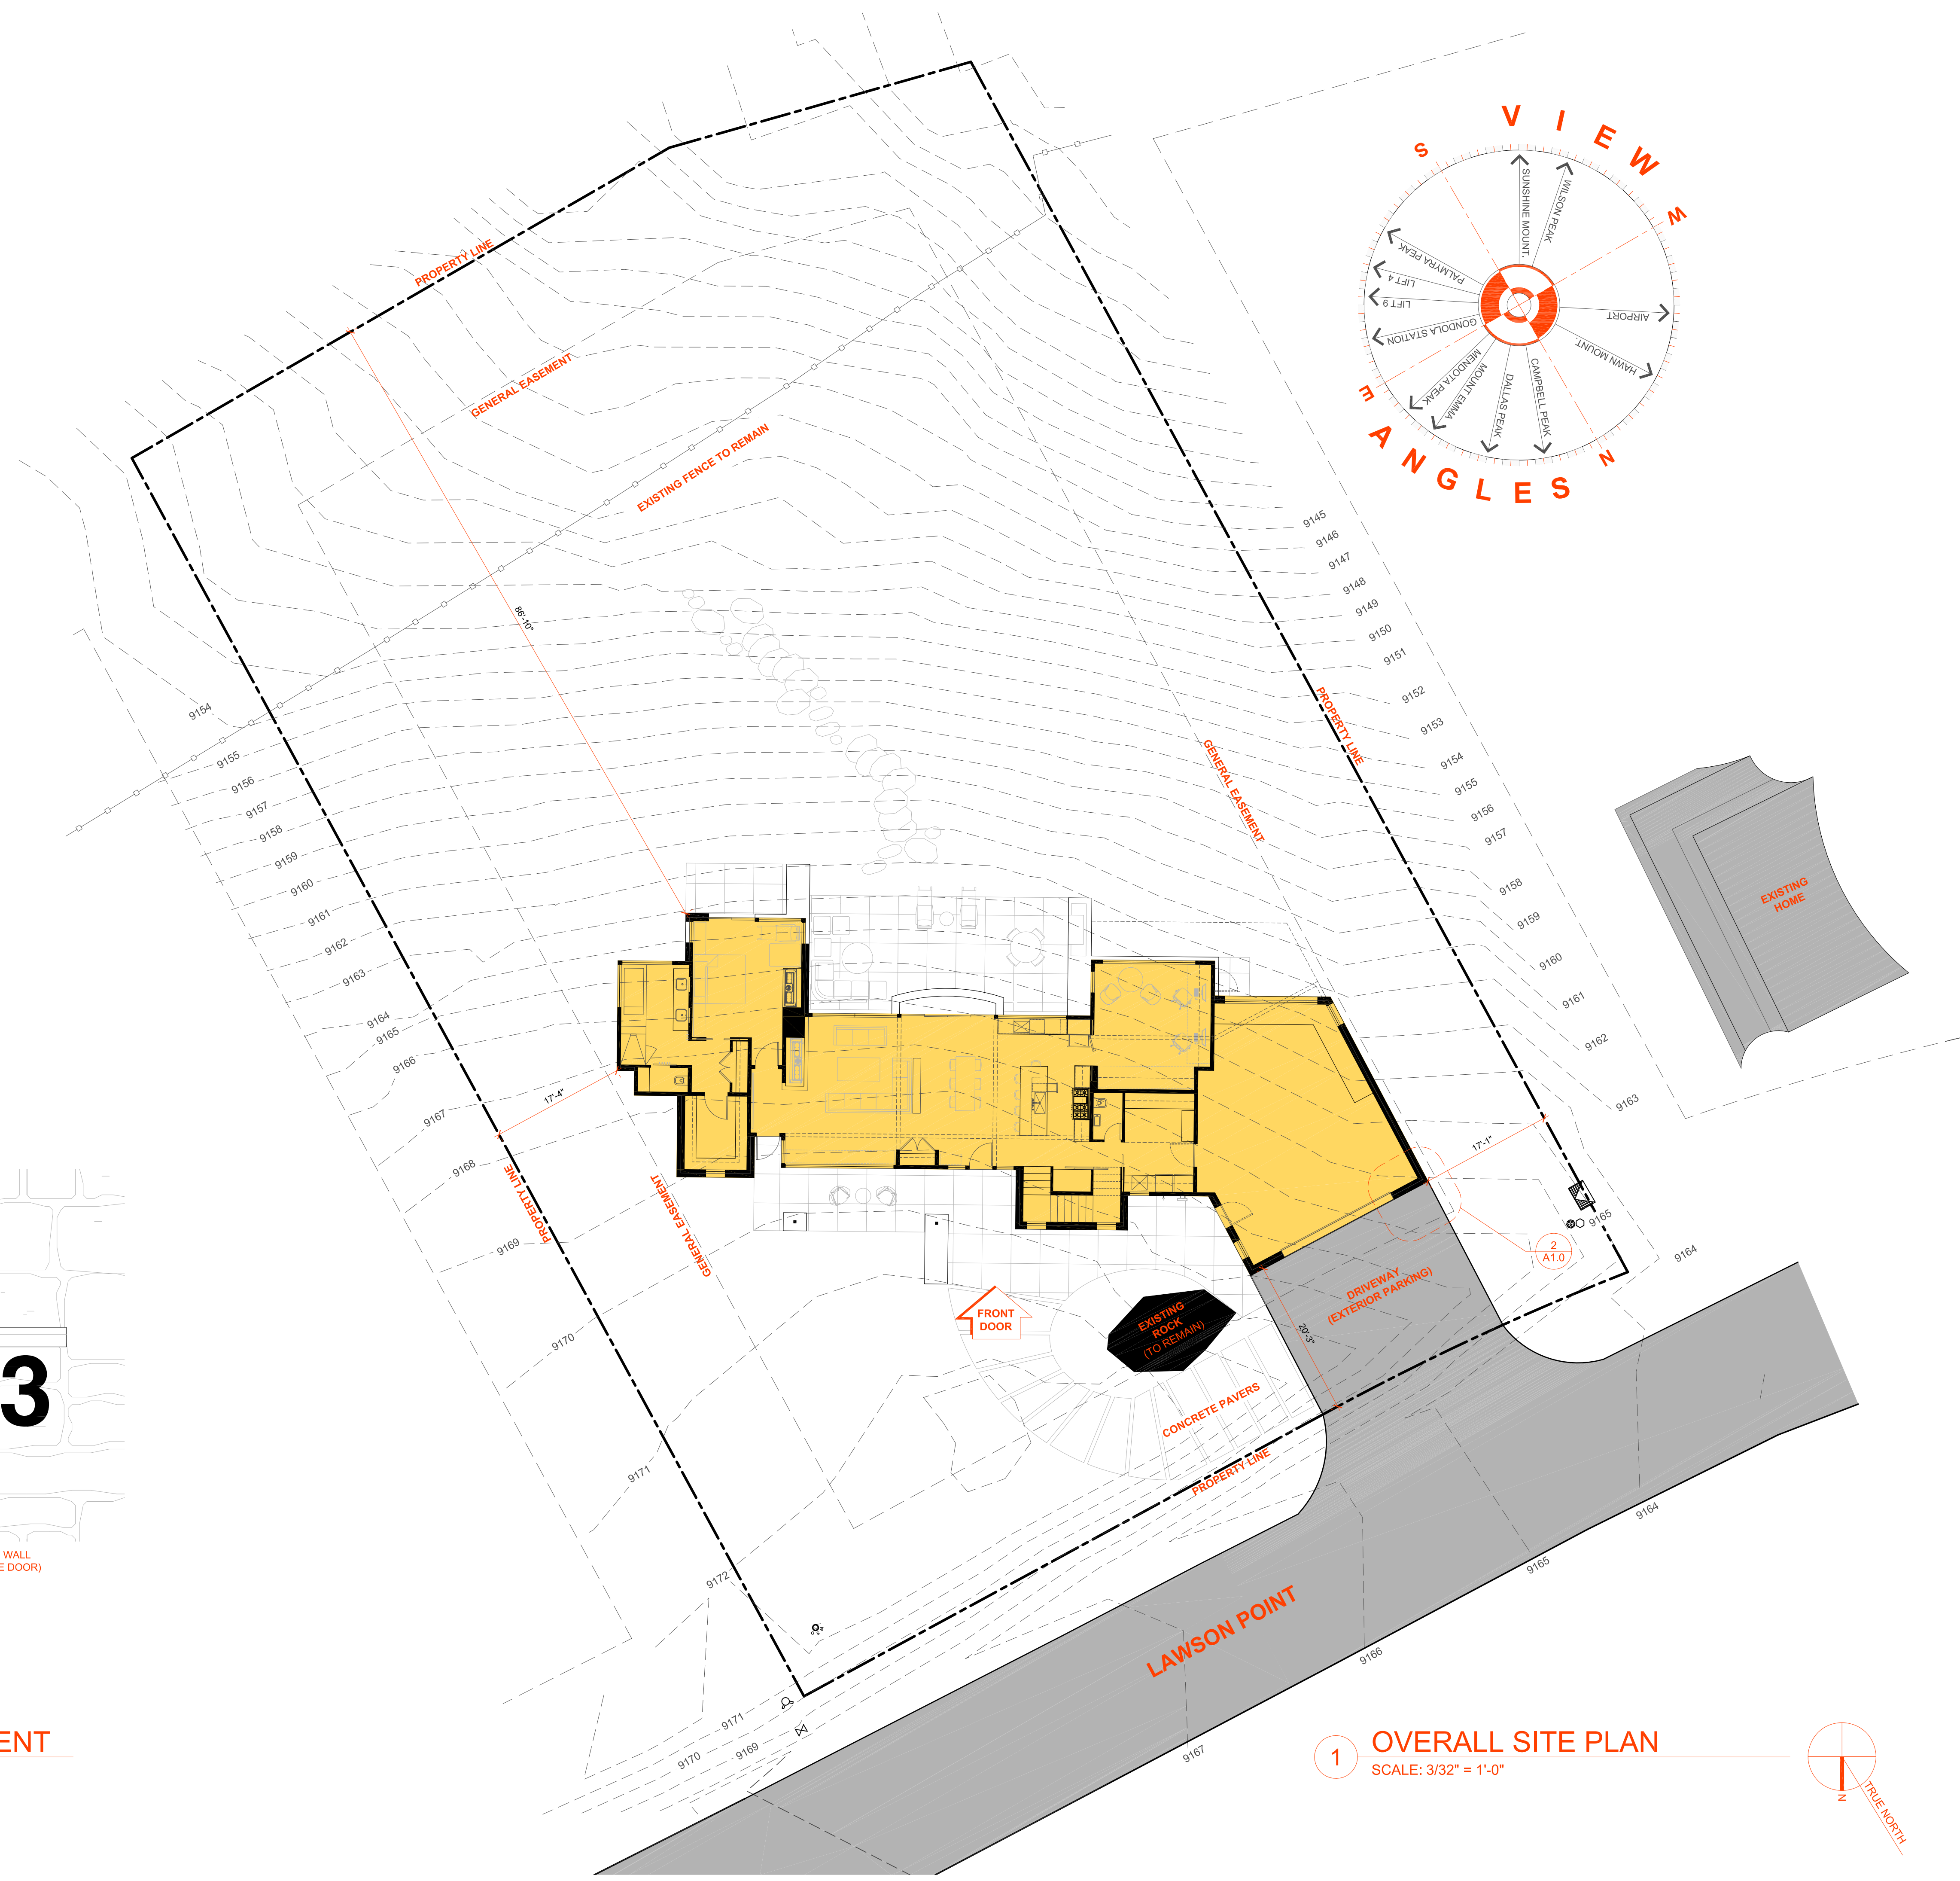 VIEW
ANGLES
S
W
N
E
SUNSHINE MOUNT.
WILSON PEAK
PALMYRA PEAK
LIFT 4
LIFT 9
GONDOLA STATION
MENDOTA PEAK
MOUNT EMMA
DALLAS PEAK
CAMPBELL PEAK
HAWN MOUNT.
AIRPORT
PROPERTY LINE
GENERAL EASEMENT
EXISTING FENCE TO REMAIN
86'-10"
9145
9146
9147
9148
9149
9150
9151
9152
9153
9154
9155
9156
9157
9158
9159
9160
9161
9162
9163
PROPERTY LINE
GENERAL EASEMENT
EXISTING
HOME
9154
9155
9156
9157
9158
9159
9160
9161
9162
9163
9164
9165
9166
9167
9168
9169
9170
9171
9172
17'-4"
PROPERTY LINE
GENERAL EASEMENT
17'-1"
9165
9164
2
A1.0
DRIVEWAY
(EXTERIOR PARKING)
20'-3"
FRONT
DOOR
EXISTING
ROCK
(TO REMAIN)
CONCRETE PAVERS
PROPERTY LINE
LAWSON POINT
9164
9165
9166
9167
9171
9170
9169
3
WALL
E DOOR)
ENT
1
OVERALL SITE PLAN
SCALE: 3/32" = 1'-0"
N
TRUE NORTH